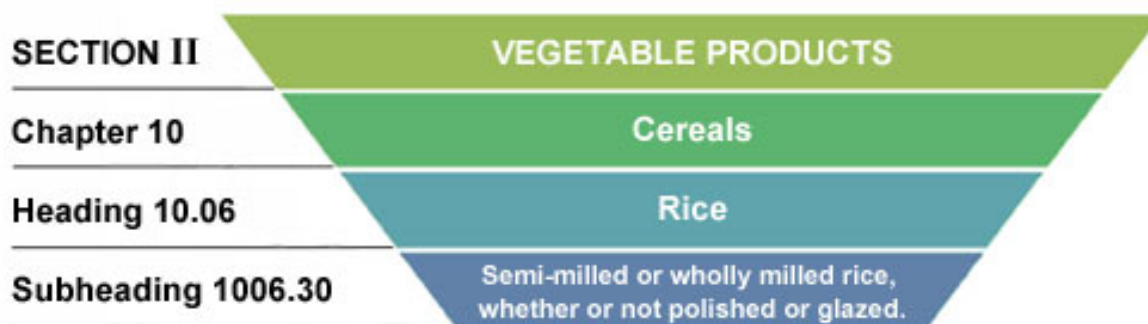 SECTION II VEGETABLE PRODUCTS
Chapter 10 Cereals
Heading 10.06 Rice
Subheading 1006.30 Semi-milled or wholly milled rice,
whether or not polished or glazed.